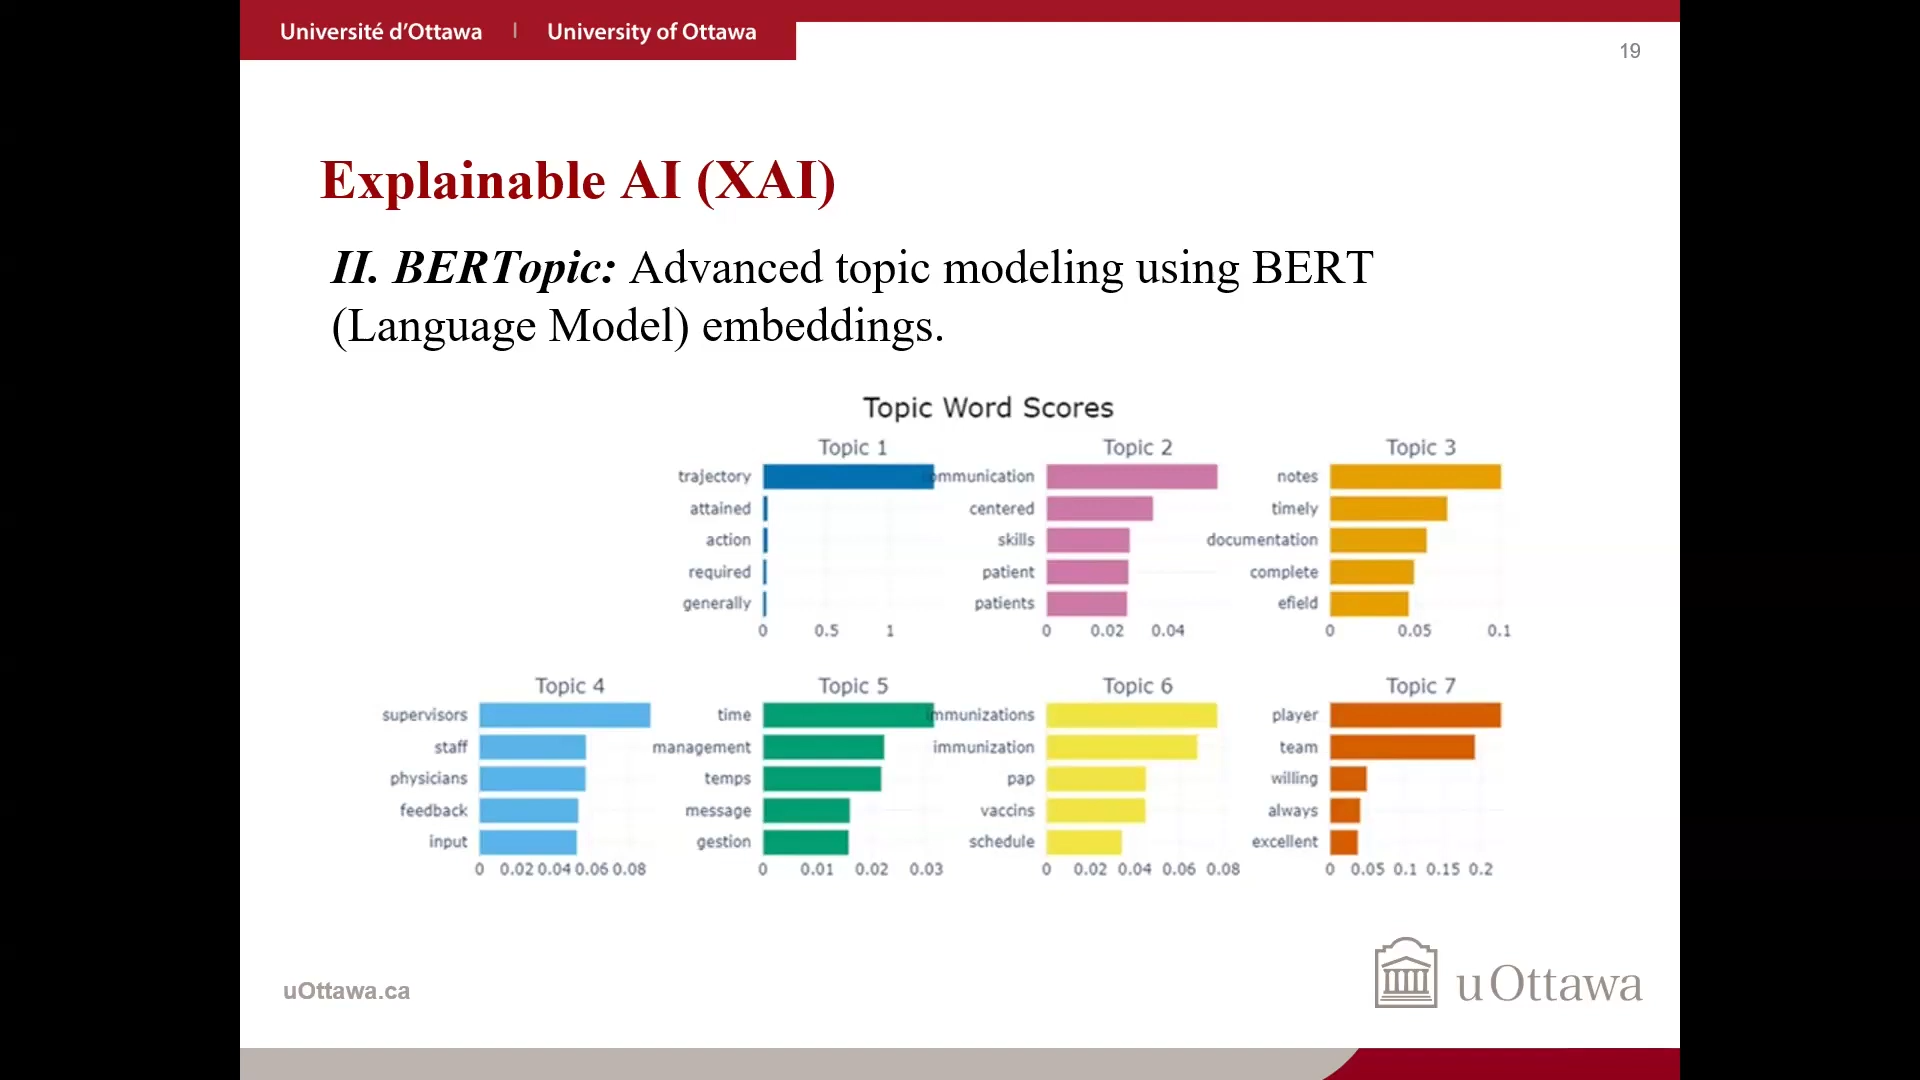 Université d'Ottawa | University of Ottawa
19
Explainable AI (XAI)
II. BERTopic: Advanced topic modeling using BERT
(Language Model) embeddings.
Topic Word Scores
Topic 1
trajectory
attained
action
required
generally
0 0.5 1
Topic 2
ommunication
centered
skills
patient
patients
0 0.02 0.04
Topic 3
notes
timely
documentation
complete
efield
0 0.05 0.1
Topic 4
supervisors
staff
physicians
feedback
input
0 0.02 0.04 0.06 0.08
Topic 5
time
management
temps
message
gestion
0 0.01 0.02 0.03
Topic 6
immunizations
immunization
pap
vaccins
schedule
0 0.02 0.04 0.06 0.08
Topic 7
player
team
willing
always
excellent
0 0.05 0.1 0.15 0.2
uOttawa.ca
uOttawa